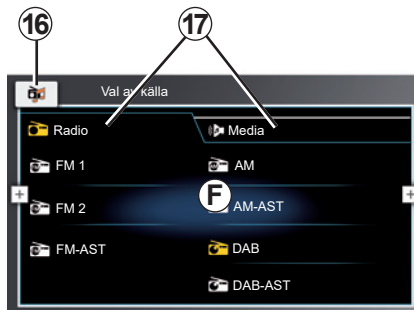 16 17
Val av källa
Radio Media
FM 1 AM
FM 2 AM-AST
F
FM-AST DAB
DAB-AST